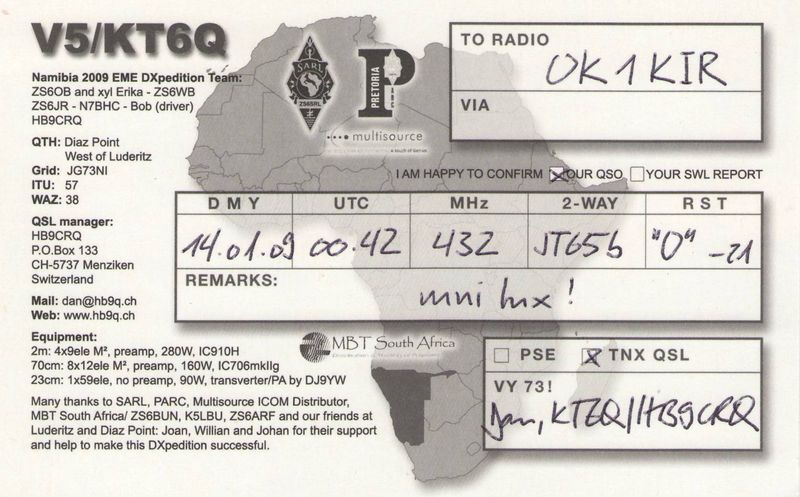 V5/KT6Q
Namibia 2009 EME DXpedition Team:
ZS6OB and xyl Erika - ZS6WB
ZS6JR - N7BHC - Bob (driver)
HB9CRQ
QTH: Diaz Point
West of Luderitz
Grid: JG73NI
ITU: 57
WAZ: 38
QSL manager:
HB9CRQ
P.O.Box 133
CH-5737 Menziken
Switzerland
Mail: dan@hb9q.ch
Web: www.hb9q.ch
Equipment:
2m: 4x9ele M², preamp, 280W, IC910H
70cm: 8x12ele M², preamp, 160W, IC706mkIIg
23cm: 1x59ele, no preamp, 90W, transverter/PA by DJ9YW
Many thanks to SARL, PARC, Multisource ICOM Distributor,
MBT South Africa/ ZS6BUN, K5LBU, ZS6ARF and our friends at
Luderitz and Diaz Point: Joan, Willian and Johan for their support
and help to make this DXpedition successful.
SARL
ZS6SRL
PRETORIA
ARC
multisource
TO RADIO
OK1KIR
VIA
I AM HAPPY TO CONFIRM OUR QSO YOUR SWL REPORT
D M Y UTC MHz 2-WAY R S T
14.01.09 00.42 432 JT65b "O" -21
REMARKS:
mni tnx!
MBT South Africa
PSE TNX QSL
VY 73!
Dan, KT6Q/HB9CRQ